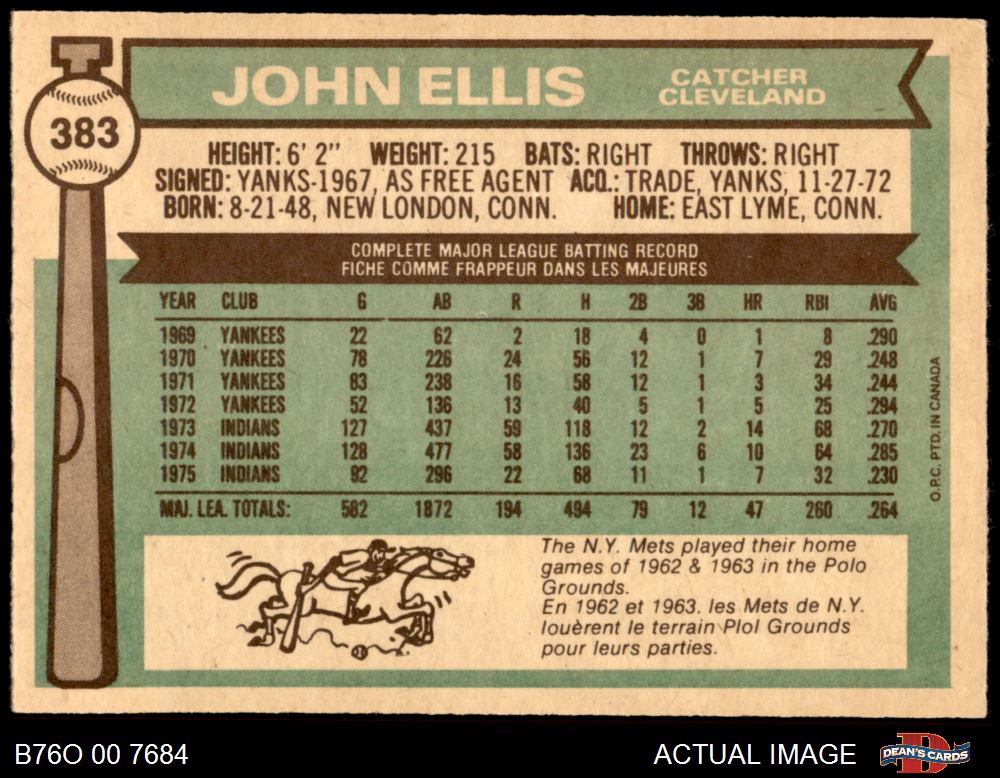 383
JOHN ELLIS
CATCHER
CLEVELAND
HEIGHT: 6' 2" WEIGHT: 215 BATS: RIGHT THROWS: RIGHT
SIGNED: YANKS-1967, AS FREE AGENT ACQ.: TRADE, YANKS, 11-27-72
BORN: 8-21-48, NEW LONDON, CONN. HOME: EAST LYME, CONN.
COMPLETE MAJOR LEAGUE BATTING RECORD
FICHE COMME FRAPPEUR DANS LES MAJEURES
YEAR CLUB G AB R H 2B 3B HR RBI AVG
1969 YANKEES 22 62 2 18 4 0 1 8 .290
1970 YANKEES 78 226 24 56 12 1 7 29 .248
1971 YANKEES 83 238 16 58 12 1 3 34 .244
1972 YANKEES 52 136 13 40 5 1 5 25 .294
1973 INDIANS 127 437 59 118 12 2 14 68 .270
1974 INDIANS 128 477 58 136 23 6 10 64 .285
1975 INDIANS 92 296 22 68 11 1 7 32 .230
MAJ. LEA. TOTALS: 582 1872 194 494 79 12 47 260 .264
O.P.C. PTD. IN CANADA
The N.Y. Mets played their home
games of 1962 & 1963 in the Polo
Grounds.
En 1962 et 1963. les Mets de N.Y.
louèrent le terrain Plol Grounds
pour leurs parties.
B76O 00 7684
ACTUAL IMAGE
DEAN'S CARDS